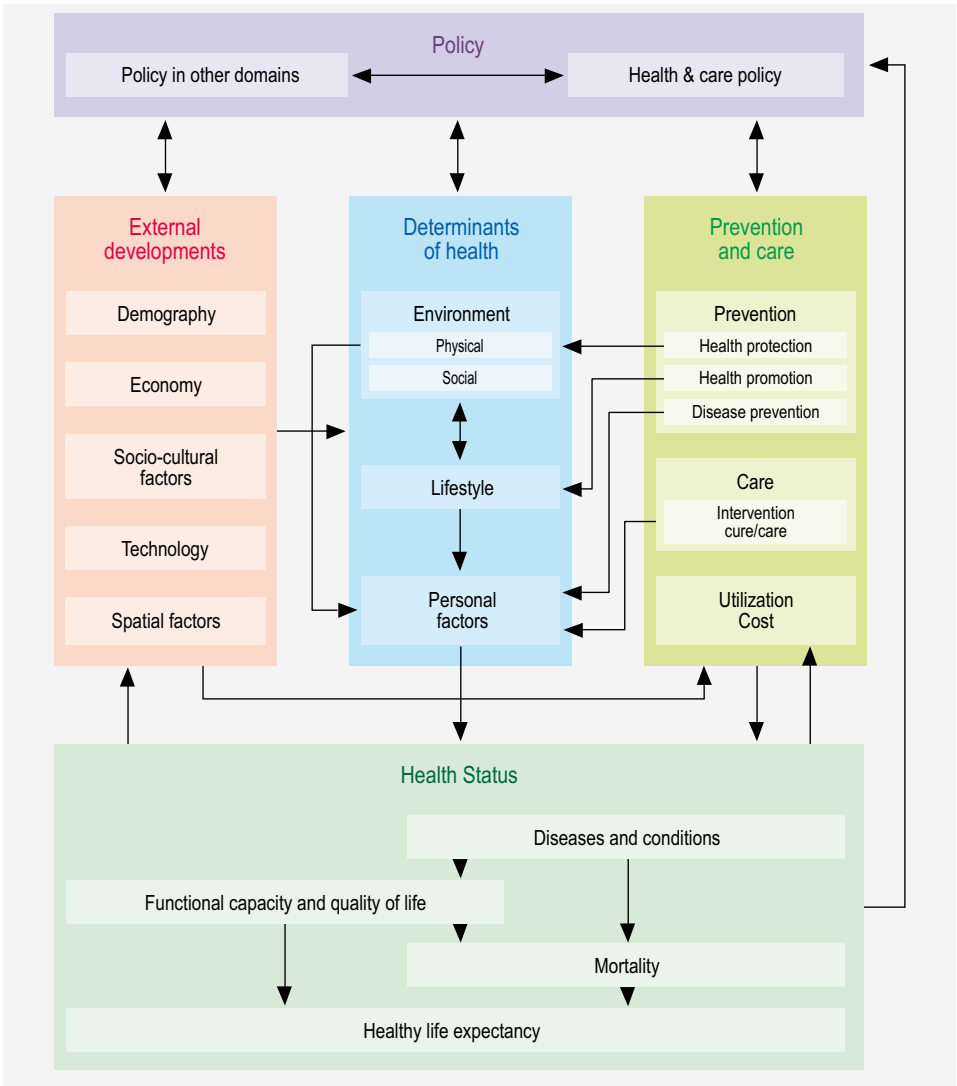 Policy
Policy in other domains
Health & care policy
External
developments
Demography
Economy
Socio-cultural
factors
Technology
Spatial factors
Determinants
of health
Environment
Physical
Social
Lifestyle
Personal
factors
Prevention
and care
Prevention
Health protection
Health promotion
Disease prevention
Care
Intervention
cure/care
Utilization
Cost
Health Status
Diseases and conditions
Functional capacity and quality of life
Mortality
Healthy life expectancy